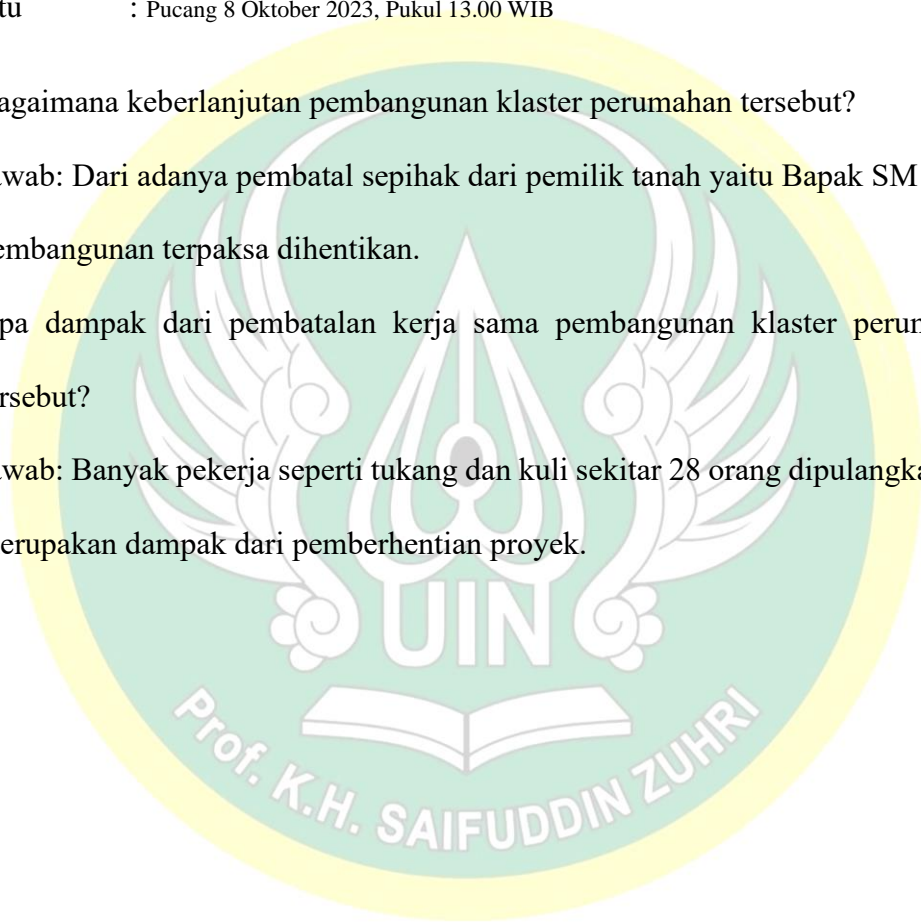 tu : Pucang 8 Oktober 2023, Pukul 13.00 WIB
agaimana keberlanjutan pembangunan klaster perumahan tersebut?
wab: Dari adanya pembatal sepihak dari pemilik tanah yaitu Bapak SM
embangunan terpaksa dihentikan.
pa dampak dari pembatalan kerja sama pembangunan klaster perum
rsebut?
wab: Banyak pekerja seperti tukang dan kuli sekitar 28 orang dipulangka
erupakan dampak dari pemberhentian proyek.
UIN
Prof. K.H. SAIFUDDIN ZUHRI